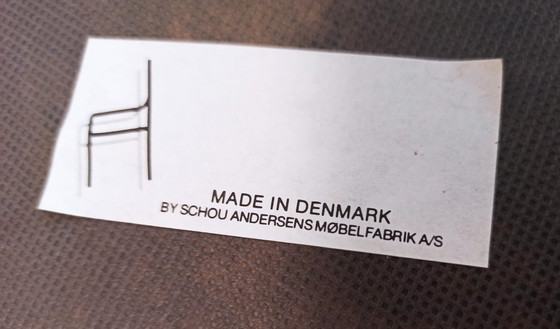 MADE IN DENMARK
BY SCHOU ANDERSENS MØBELFABRIK A/S